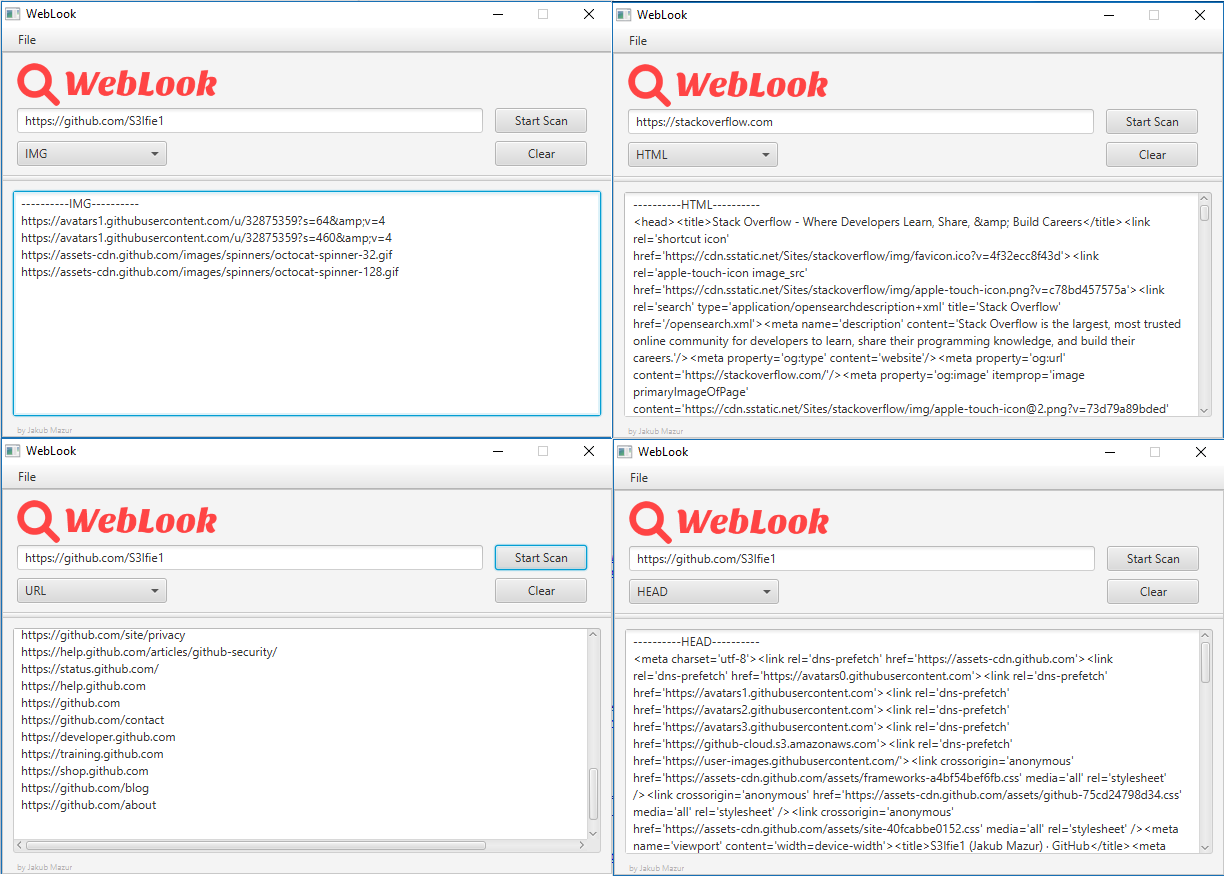 WebLook
File
WebLook
https://github.com/S3lfie1
Start Scan
IMG
Clear
----------IMG----------
https://avatars1.githubusercontent.com/u/32875359?s=64&amp;v=4
https://avatars1.githubusercontent.com/u/32875359?s=460&amp;v=4
https://assets-cdn.github.com/images/spinners/octocat-spinner-32.gif
https://assets-cdn.github.com/images/spinners/octocat-spinner-128.gif
by Jakub Mazur
WebLook
File
WebLook
https://stackoverflow.com
Start Scan
HTML
Clear
----------HTML----------
<head><title>Stack Overflow - Where Developers Learn, Share, &amp; Build Careers</title><link
rel='shortcut icon'
href='https://cdn.sstatic.net/Sites/stackoverflow/img/favicon.ico?v=4f32ecc8f43d'><link
rel='apple-touch-icon image_src'
href='https://cdn.sstatic.net/Sites/stackoverflow/img/apple-touch-icon.png?v=c78bd457575a'><link
rel='search' type='application/opensearchdescription+xml' title='Stack Overflow'
href='/opensearch.xml'><meta name='description' content='Stack Overflow is the largest, most trusted
online community for developers to learn, share their programming knowledge, and build their
careers.'/><meta property='og:type' content='website'/><meta property='og:url'
content='https://stackoverflow.com/'/><meta property='og:image' itemprop='image
primaryImageOfPage'
content='https://cdn.sstatic.net/Sites/stackoverflow/img/apple-touch-icon@2.png?v=73d79a89bded'
by Jakub Mazur
WebLook
File
WebLook
https://github.com/S3lfie1
Start Scan
URL
Clear
https://github.com/site/privacy
https://help.github.com/articles/github-security/
https://status.github.com/
https://help.github.com
https://github.com
https://github.com/contact
https://developer.github.com
https://training.github.com
https://shop.github.com
https://github.com/blog
https://github.com/about
by Jakub Mazur
WebLook
File
WebLook
https://github.com/S3lfie1
Start Scan
HEAD
Clear
----------HEAD----------
<meta charset='utf-8'><link rel='dns-prefetch' href='https://assets-cdn.github.com'><link
rel='dns-prefetch' href='https://avatars0.githubusercontent.com'><link rel='dns-prefetch'
href='https://avatars1.githubusercontent.com'><link rel='dns-prefetch'
href='https://avatars2.githubusercontent.com'><link rel='dns-prefetch'
href='https://avatars3.githubusercontent.com'><link rel='dns-prefetch'
href='https://github-cloud.s3.amazonaws.com'><link rel='dns-prefetch'
href='https://user-images.githubusercontent.com/'><link crossorigin='anonymous'
href='https://assets-cdn.github.com/assets/frameworks-a4bf54bef6fb.css' media='all' rel='stylesheet'
/><link crossorigin='anonymous' href='https://assets-cdn.github.com/assets/github-75cd24798d34.css'
media='all' rel='stylesheet' /><link crossorigin='anonymous'
href='https://assets-cdn.github.com/assets/site-40fcabbe0152.css' media='all' rel='stylesheet' /><meta
name='viewport' content='width=device-width'><title>S3lfie1 (Jakub Mazur) · GitHub</title><meta
by Jakub Mazur